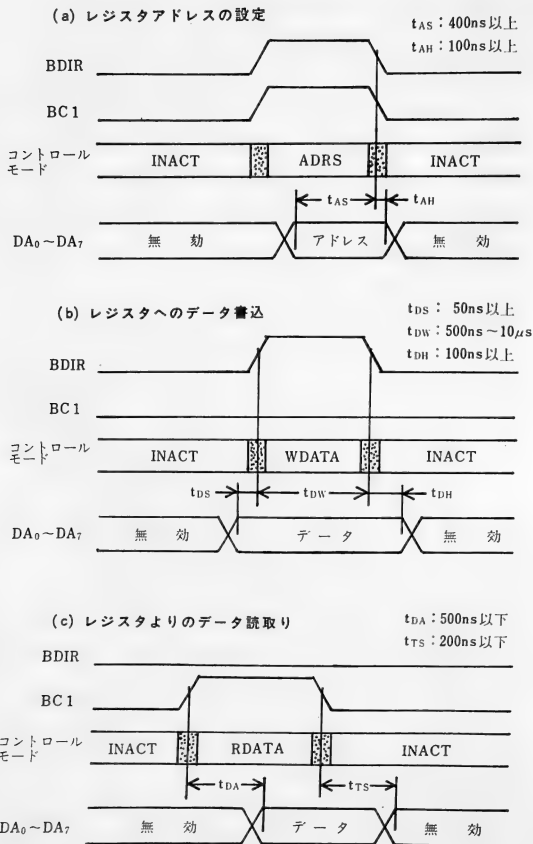 (a) レジスタアドレスの設定
tAS：400ns以上
tAH：100ns以上
BDIR
BC1
コントロール
モード
INACT ADRS INACT
tAS tAH
DA₀~DA₇ 無効 アドレス 無効
(b) レジスタへのデータ書込
tDS：50ns以上
tDW：500ns~10μs
tDH：100ns以上
BDIR
BC1
コントロール
モード
INACT WDATA INACT
tDS tDW tDH
DA₀~DA₇ 無効 データ 無効
(c) レジスタよりのデータ読取り
tDA：500ns以下
tTS：200ns以下
BDIR
BC1
コントロール
モード
INACT RDATA INACT
tDA tTS
DA₀~DA₇ 無効 データ 無効